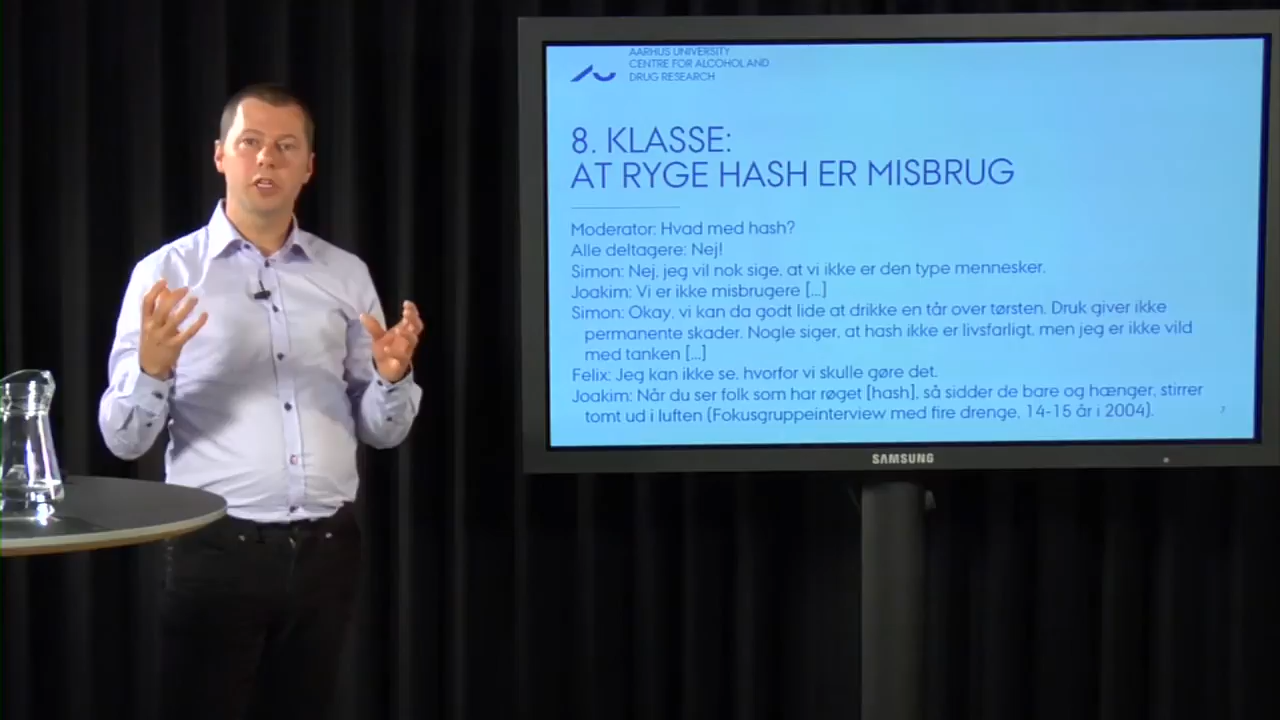 AARHUS UNIVERSITY
CENTRE FOR ALCOHOL AND
DRUG RESEARCH
8. KLASSE:
AT RYGE HASH ER MISBRUG
Moderator: Hvad med hash?
Alle deltagere: Nej!
Simon: Nej, jeg vil nok sige, at vi ikke er den type mennesker.
Joakim: Vi er ikke misbrugere [...]
Simon: Okay, vi kan da godt lide at drikke en tår over tørsten. Druk giver ikke
permanente skader. Nogle siger, at hash ikke er livsfarligt, men jeg er ikke vild
med tanken [...]
Felix: Jeg kan ikke se, hvorfor vi skulle gøre det.
Joakim: Når du ser folk som har røget [hash], så sidder de bare og hænger, stirrer
tomt ud i luften (Fokusgruppeinterview med fire drenge, 14-15 år i 2004).
7
SAMSUNG